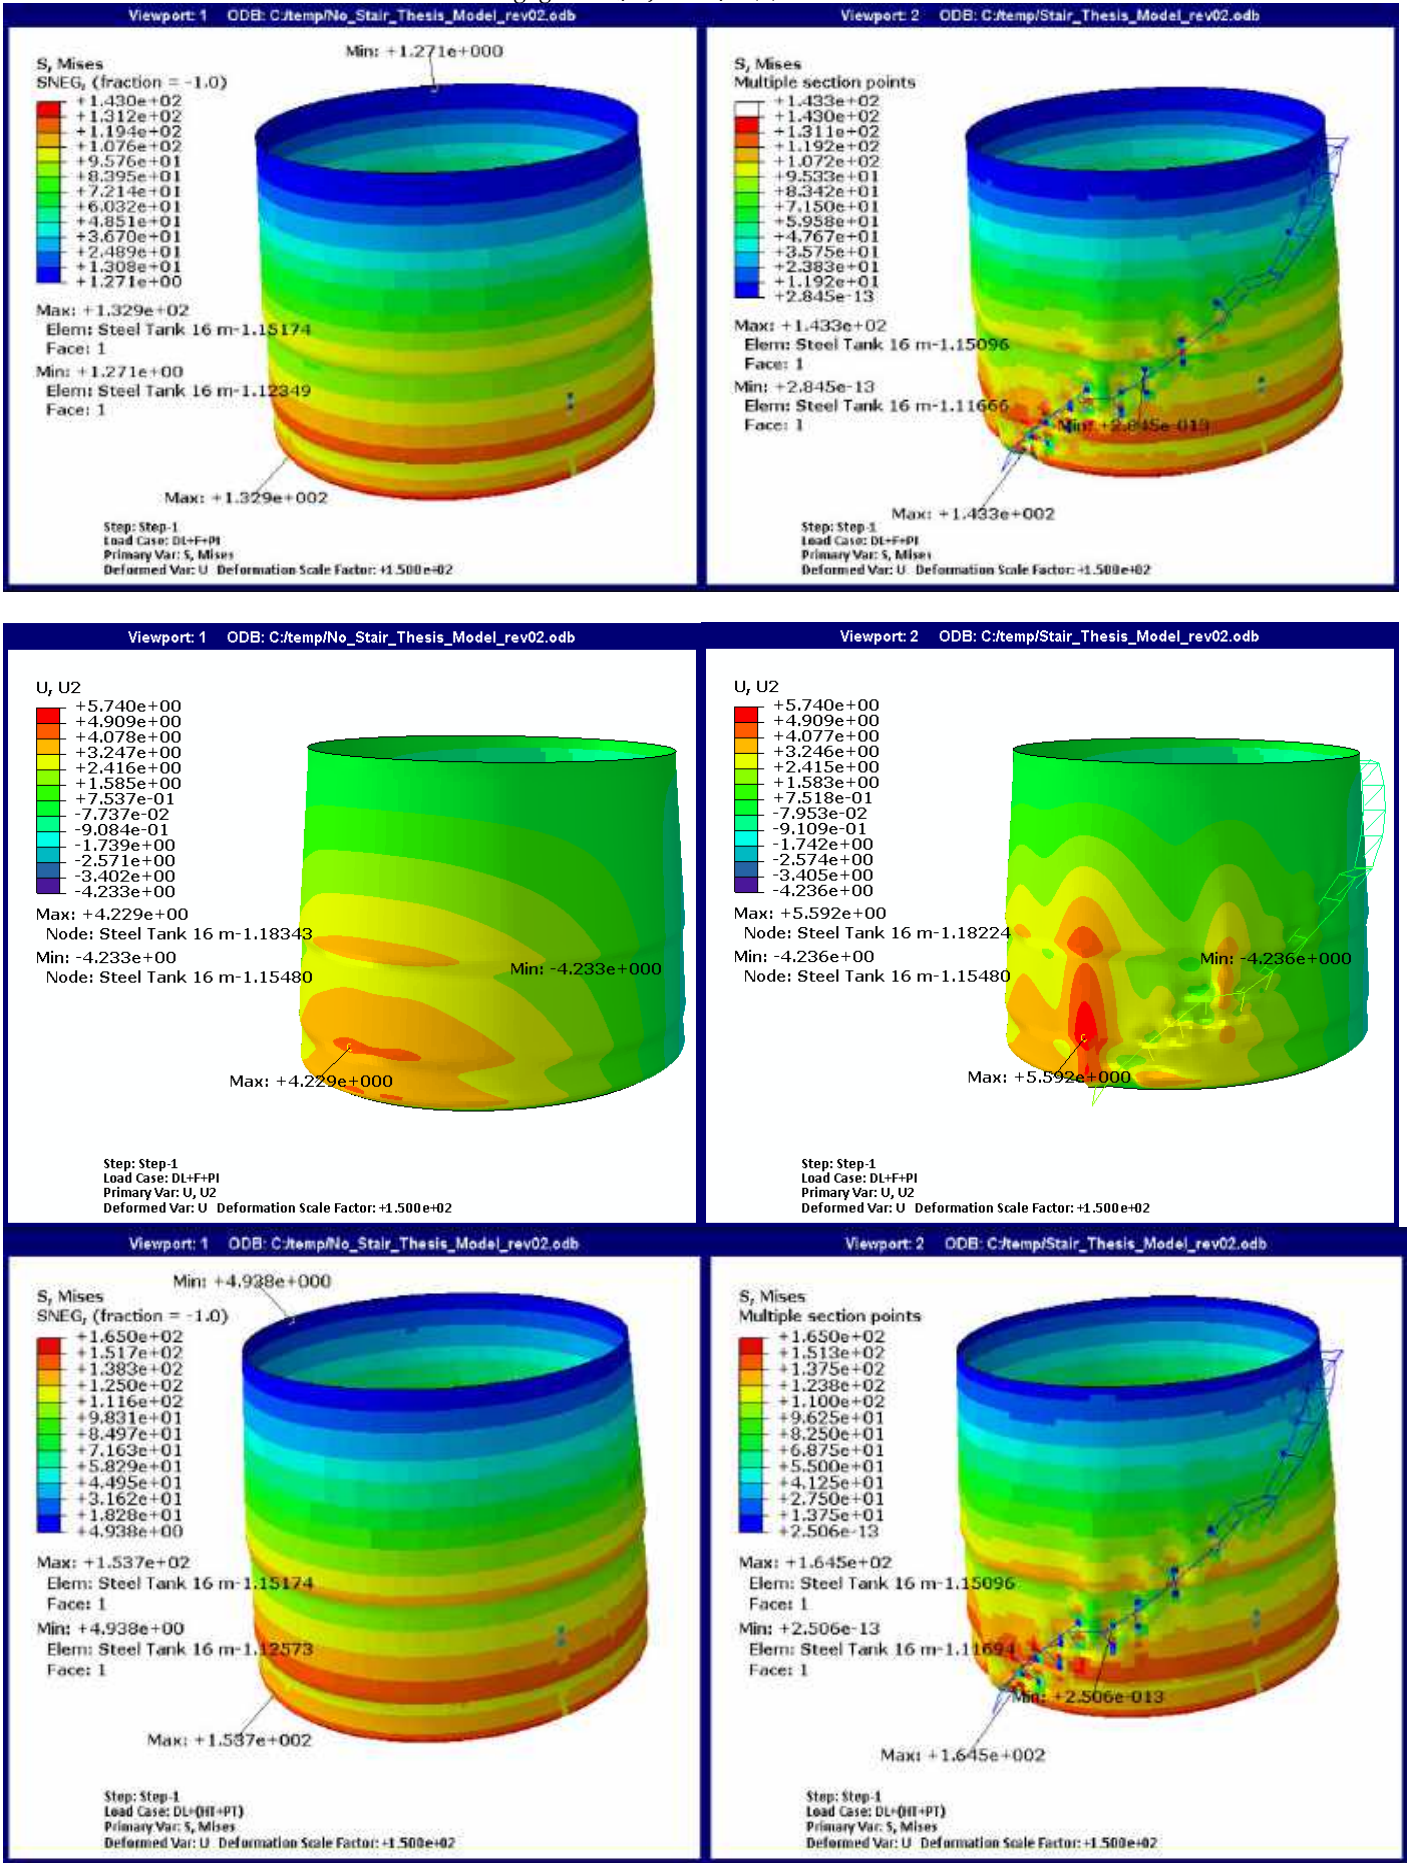 Viewport: 1 ODB: C:/temp/No_Stair_Thesis_Model_rev02.odb
Min: +1.271e+000
S, Mises
SNEG, (fraction = -1.0)
+1.430e+02
+1.312e+02
+1.194e+02
+1.076e+02
+9.576e+01
+8.395e+01
+7.214e+01
+6.032e+01
+4.851e+01
+3.670e+01
+2.489e+01
+1.308e+01
+1.271e+00
Max: +1.329e+02
Elem: Steel Tank 16 m-1.15174
Face: 1
Min: +1.271e+00
Elem: Steel Tank 16 m-1.12349
Face: 1
Max: +1.329e+002
Step: Step-1
Load Case: DL+F+PI
Primary Var: S, Mises
Deformed Var: U Deformation Scale Factor: +1.500e+02
Viewport: 2 ODB: C:/temp/Stair_Thesis_Model_rev02.odb
S, Mises
Multiple section points
+1.433e+02
+1.430e+02
+1.311e+02
+1.192e+02
+1.072e+02
+9.533e+01
+8.342e+01
+7.150e+01
+5.958e+01
+4.767e+01
+3.575e+01
+2.383e+01
+1.192e+01
+2.845e-13
Max: +1.433e+02
Elem: Steel Tank 16 m-1.15096
Face: 1
Min: +2.845e-13
Elem: Steel Tank 16 m-1.11666
Face: 1
Min: +2.845e-013
Max: +1.433e+002
Step: Step-1
Load Case: DL+F+PI
Primary Var: S, Mises
Deformed Var: U Deformation Scale Factor: +1.500e+02
Viewport: 1 ODB: C:/temp/No_Stair_Thesis_Model_rev02.odb
U, U2
+5.740e+00
+4.909e+00
+4.078e+00
+3.247e+00
+2.416e+00
+1.585e+00
+7.537e-01
-7.737e-02
-9.084e-01
-1.739e+00
-2.571e+00
-3.402e+00
-4.233e+00
Max: +4.229e+00
Node: Steel Tank 16 m-1.18343
Min: -4.233e+00
Node: Steel Tank 16 m-1.15480
Min: -4.233e+000
Max: +4.229e+000
Step: Step-1
Load Case: DL+F+PI
Primary Var: U, U2
Deformed Var: U Deformation Scale Factor: +1.500e+02
Viewport: 2 ODB: C:/temp/Stair_Thesis_Model_rev02.odb
U, U2
+5.740e+00
+4.909e+00
+4.077e+00
+3.246e+00
+2.415e+00
+1.583e+00
+7.518e-01
-7.953e-02
-9.109e-01
-1.742e+00
-2.574e+00
-3.405e+00
-4.236e+00
Max: +5.592e+00
Node: Steel Tank 16 m-1.18224
Min: -4.236e+00
Node: Steel Tank 16 m-1.15480
Min: -4.236e+000
Max: +5.592e+000
Step: Step-1
Load Case: DL+F+PI
Primary Var: U, U2
Deformed Var: U Deformation Scale Factor: +1.500e+02
Viewport: 1 ODB: C:/temp/No_Stair_Thesis_Model_rev02.odb
Min: +4.938e+000
S, Mises
SNEG, (fraction = -1.0)
+1.650e+02
+1.517e+02
+1.383e+02
+1.250e+02
+1.116e+02
+9.831e+01
+8.497e+01
+7.163e+01
+5.829e+01
+4.495e+01
+3.162e+01
+1.828e+01
+4.938e+00
Max: +1.537e+02
Elem: Steel Tank 16 m-1.15174
Face: 1
Min: +4.938e+00
Elem: Steel Tank 16 m-1.12573
Face: 1
Max: +1.537e+002
Step: Step-1
Load Case: DL+(HT+PT)
Primary Var: S, Mises
Deformed Var: U Deformation Scale Factor: +1.500e+02
Viewport: 2 ODB: C:/temp/Stair_Thesis_Model_rev02.odb
S, Mises
Multiple section points
+1.650e+02
+1.513e+02
+1.375e+02
+1.238e+02
+1.100e+02
+9.625e+01
+8.250e+01
+6.875e+01
+5.500e+01
+4.125e+01
+2.750e+01
+1.375e+01
+2.506e-13
Max: +1.645e+02
Elem: Steel Tank 16 m-1.15096
Face: 1
Min: +2.506e-13
Elem: Steel Tank 16 m-1.11694
Face: 1
Min: +2.506e-013
Max: +1.645e+002
Step: Step-1
Load Case: DL+(HT+PT)
Primary Var: S, Mises
Deformed Var: U Deformation Scale Factor: +1.500e+02